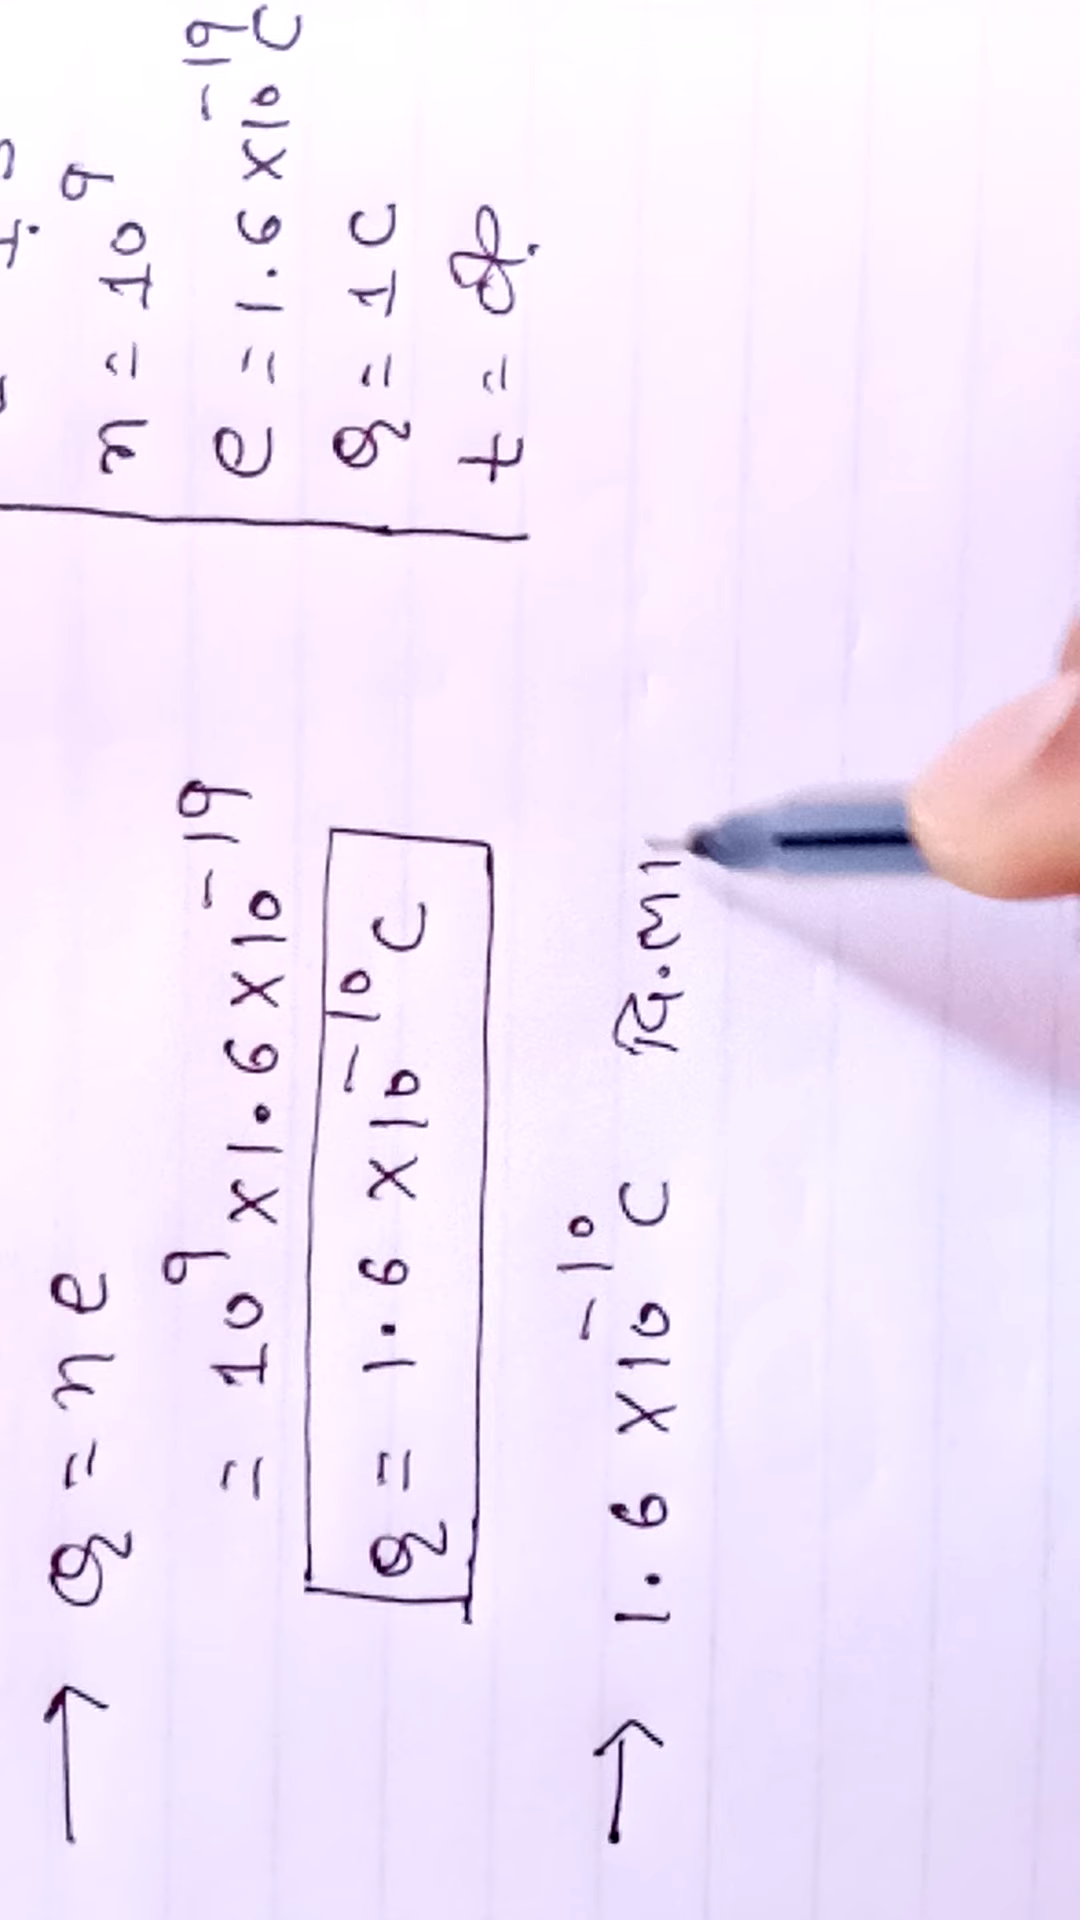 → q = ne
= 10⁹ × 1.6 × 10⁻¹⁹
q = 1.6 × 10⁻¹⁰ C
→ 1.6 × 10⁻¹⁰ C
n = 10⁹
e = 1.6 × 10⁻¹⁹ C
q = 1 C
t = ?